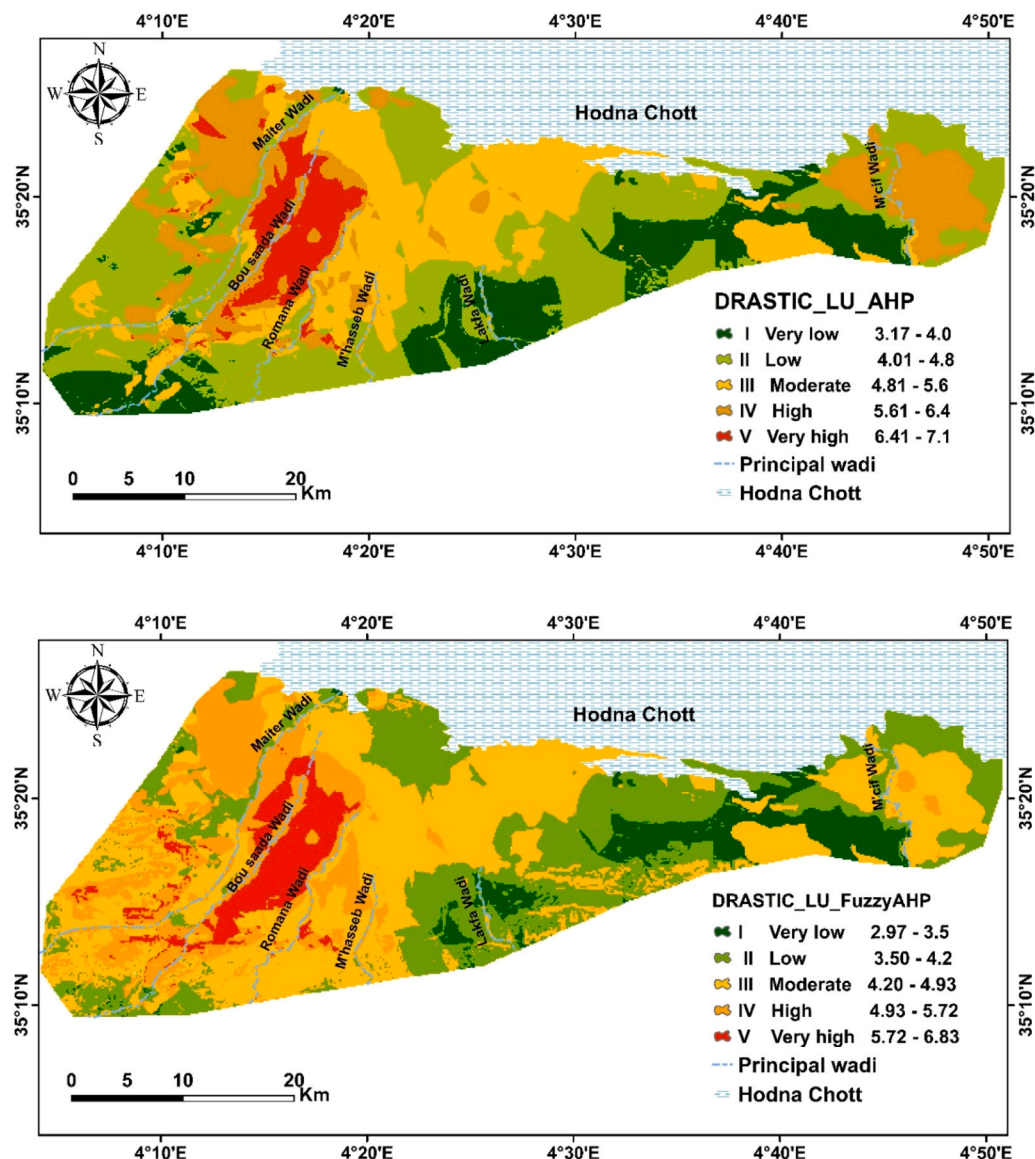 4°10'E 4°20'E 4°30'E 4°40'E 4°50'E
N
W E
S
Hodna Chott
Maiter Wadi
M'cif Wadi
35°20'N 35°20'N
Bou saada Wadi
Romana Wadi
M'hasseb Wadi
Lakfa Wadi
35°10'N 35°10'N
DRASTIC_LU_AHP
I Very low 3.17 - 4.0
II Low 4.01 - 4.8
III Moderate 4.81 - 5.6
IV High 5.61 - 6.4
V Very high 6.41 - 7.1
Principal wadi
Hodna Chott
0 5 10 20
Km
4°10'E 4°20'E 4°30'E 4°40'E 4°50'E
4°10'E 4°20'E 4°30'E 4°40'E 4°50'E
N
W E
S
Hodna Chott
Maiter Wadi
M'cif Wadi
35°20'N 35°20'N
Bou saada Wadi
Romana Wadi
M'hasseb Wadi
Lakfa Wadi
35°10'N 35°10'N
DRASTIC_LU_FuzzyAHP
I Very low 2.97 - 3.5
II Low 3.50 - 4.2
III Moderate 4.20 - 4.93
IV High 4.93 - 5.72
V Very high 5.72 - 6.83
Principal wadi
Hodna Chott
0 5 10 20
Km
4°10'E 4°20'E 4°30'E 4°40'E 4°50'E